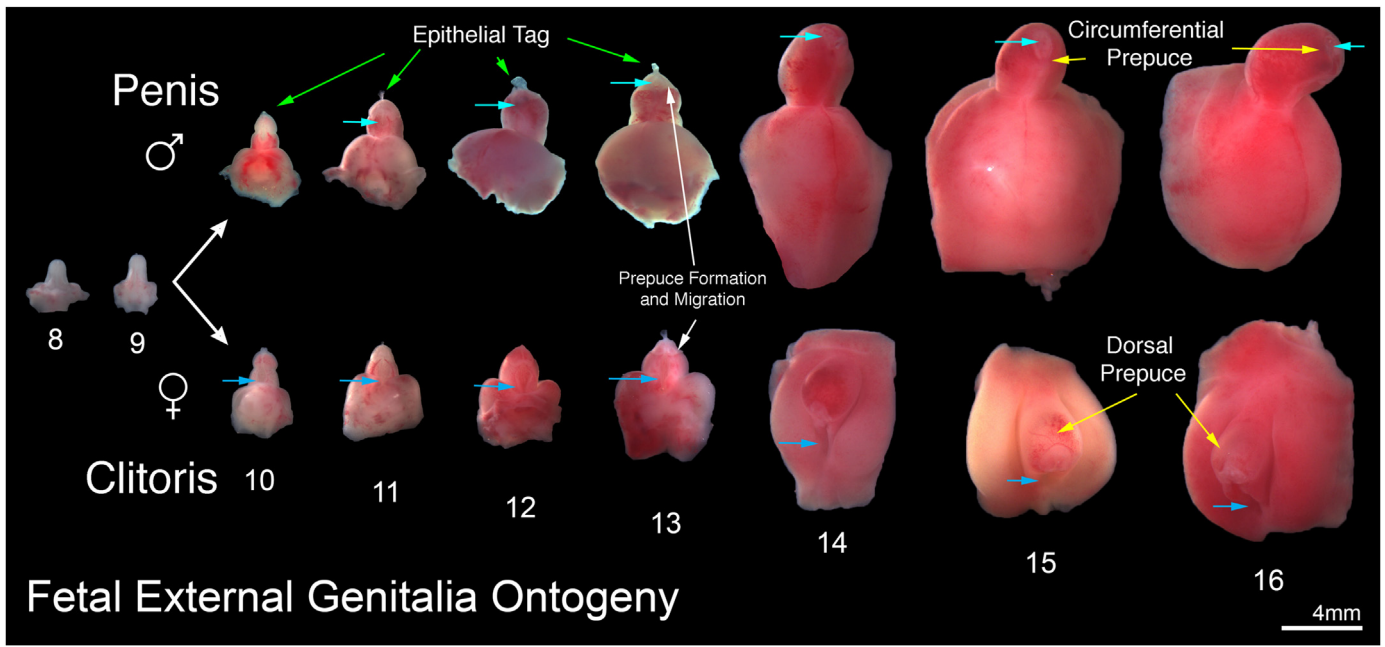 Epithelial Tag
Circumferential
Prepuce
Penis
♂
Prepuce Formation
and Migration
8
9
Dorsal
Prepuce
♀
Clitoris
10
11
12
13
14
15
16
Fetal External Genitalia Ontogeny
4mm